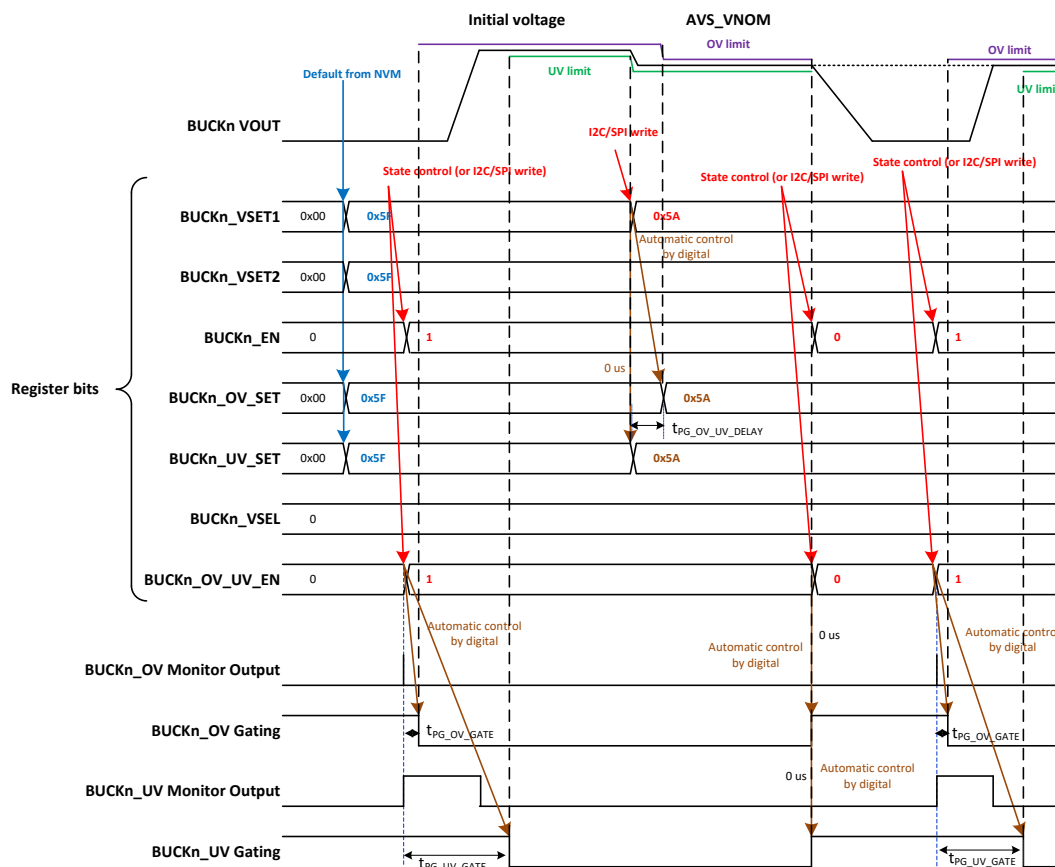 Initial voltage
AVS_VNOM
OV limit
OV limit
UV limit
UV limit
Default from NVM
BUCKn VOUT
I2C/SPI write
State control (or I2C/SPI write)
State control (or I2C/SPI write)
State control (or I2C/SPI write)
Register bits
BUCKn_VSET1
0x00
0x5F
0x5A
Automatic control
by digital
BUCKn_VSET2
0x00
0x5F
BUCKn_EN
0
1
0
1
0 us
BUCKn_OV_SET
0x00
0x5F
0x5A
tPG_OV_UV_DELAY
BUCKn_UV_SET
0x00
0x5F
0x5A
BUCKn_VSEL
0
BUCKn_OV_UV_EN
0
1
0
1
Automatic control
by digital
0 us
Automatic control
by digital
Automatic control
by digital
BUCKn_OV Monitor Output
BUCKn_OV Gating
tPG_OV_GATE
tPG_OV_GATE
0 us
Automatic control
by digital
BUCKn_UV Monitor Output
BUCKn_UV Gating
tPG_UV_GATE
tPG_UV_GATE